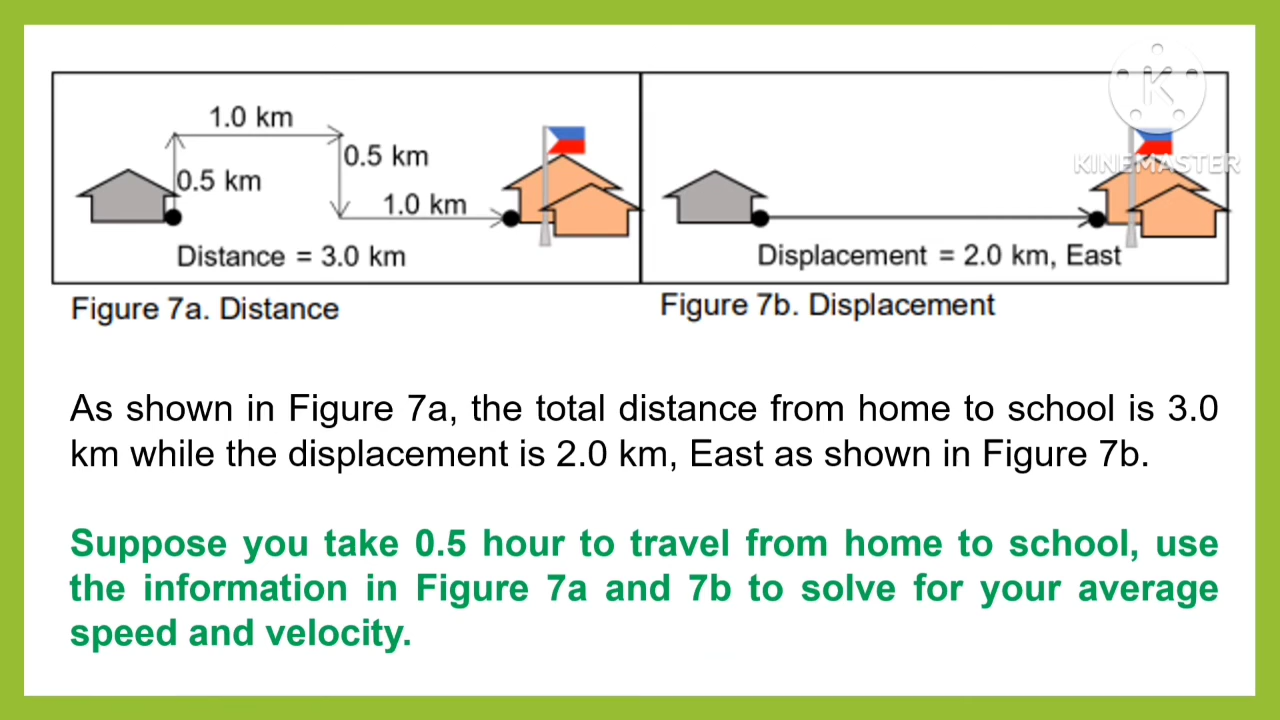 1.0 km
0.5 km
0.5 km
1.0 km
Distance = 3.0 km
Figure 7a. Distance
K
KINEMASTER
Displacement = 2.0 km, East
Figure 7b. Displacement
As shown in Figure 7a, the total distance from home to school is 3.0
km while the displacement is 2.0 km, East as shown in Figure 7b.
Suppose you take 0.5 hour to travel from home to school, use
the information in Figure 7a and 7b to solve for your average
speed and velocity.